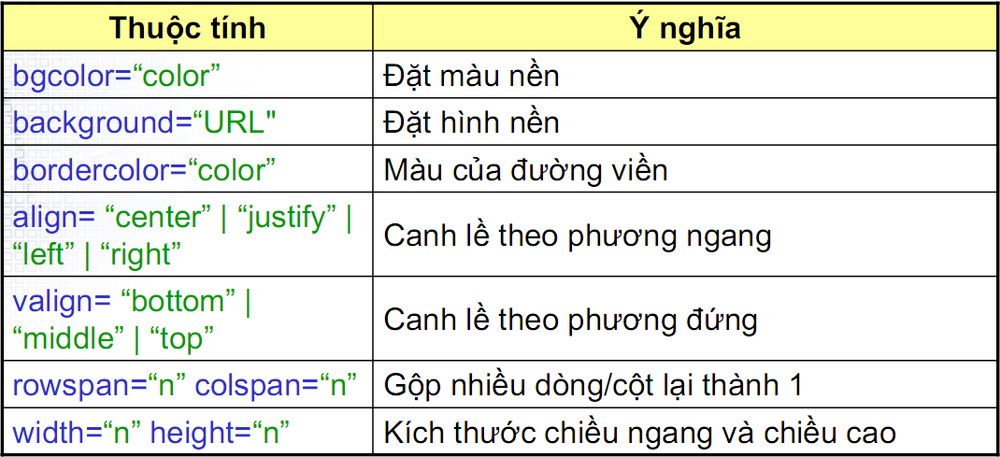 Thuộc tính
Ý nghĩa
bgcolor=“color”
Đặt màu nền
background=“URL"
Đặt hình nền
bordercolor=“color”
Màu của đường viền
align= “center” | “justify” |
“left” | “right”
Canh lề theo phương ngang
valign= “bottom” |
“middle” | “top”
Canh lề theo phương đứng
rowspan=“n” colspan=“n”
Gộp nhiều dòng/cột lại thành 1
width=“n” height=“n”
Kích thước chiều ngang và chiều cao